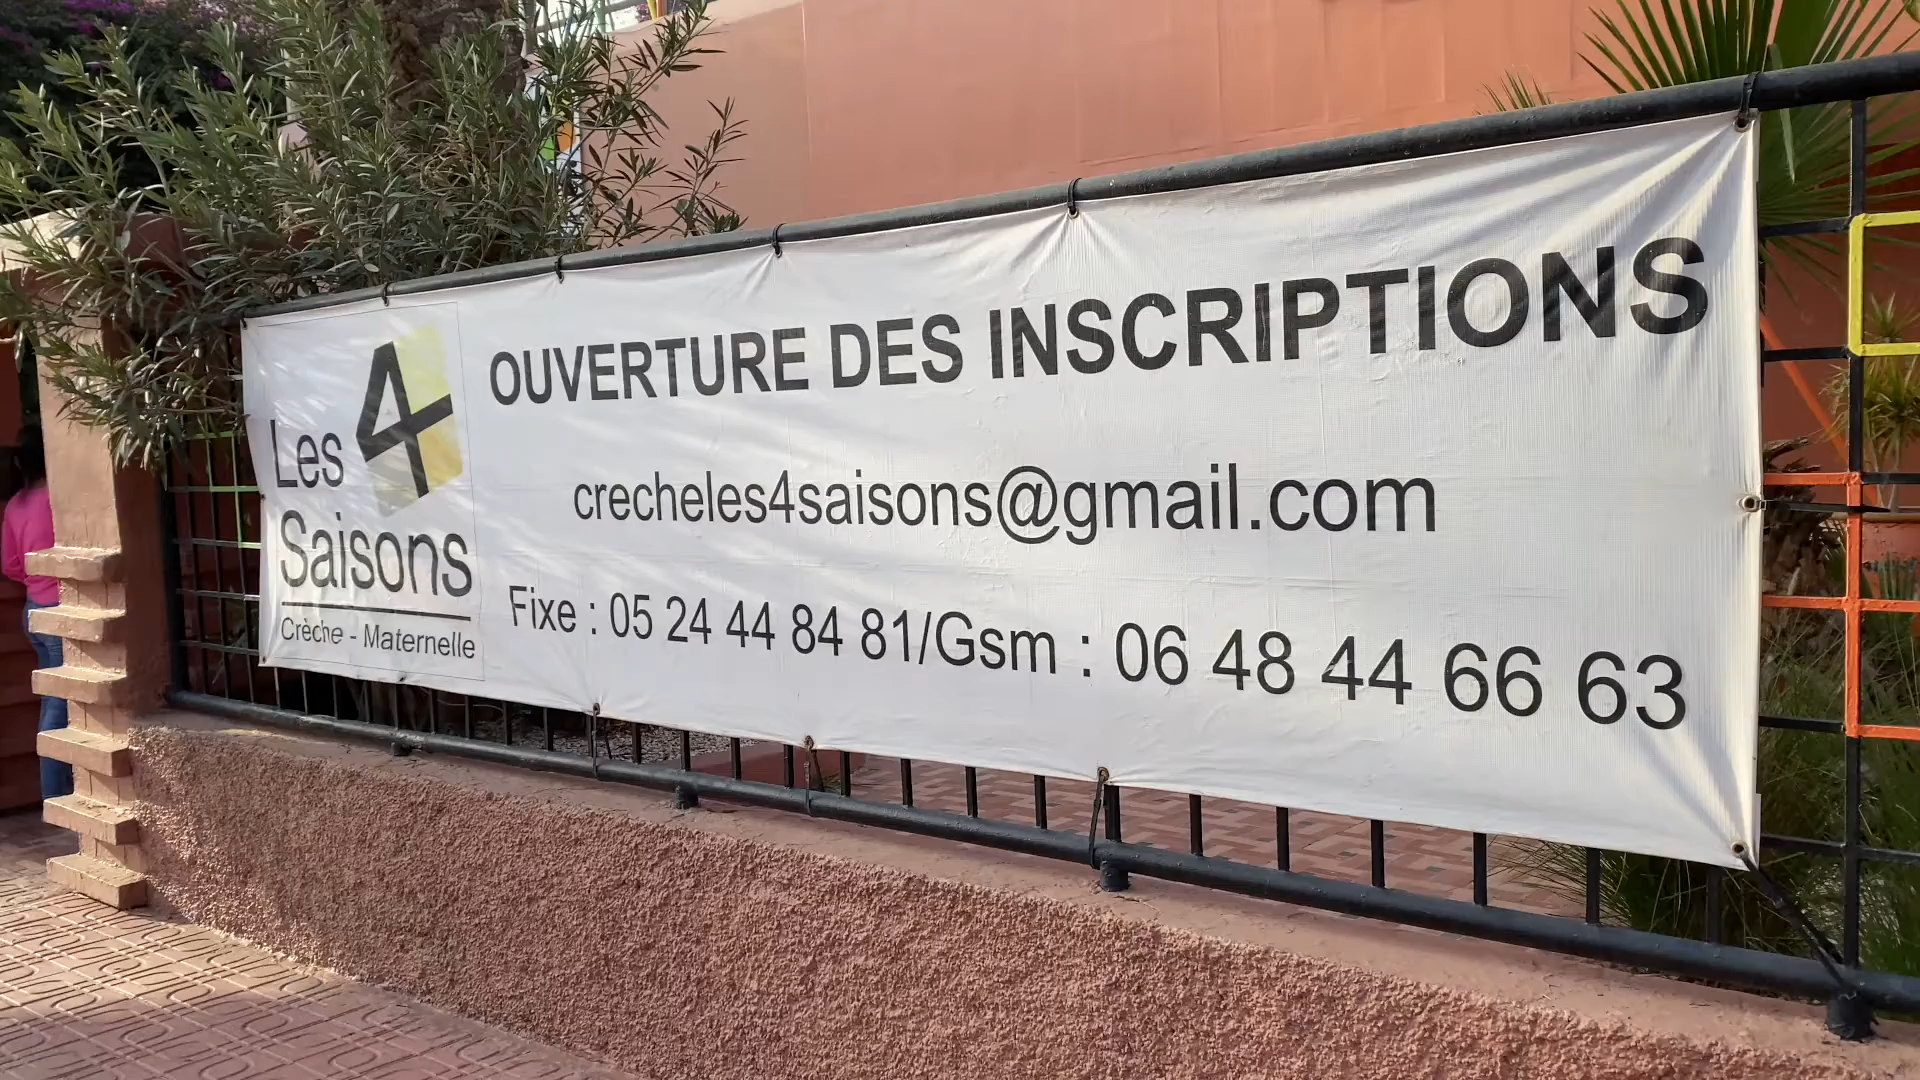 Les 4
Saisons
Crèche - Maternelle
OUVERTURE DES INSCRIPTIONS
crecheles4saisons@gmail.com
Fixe : 05 24 44 84 81/Gsm : 06 48 44 66 63